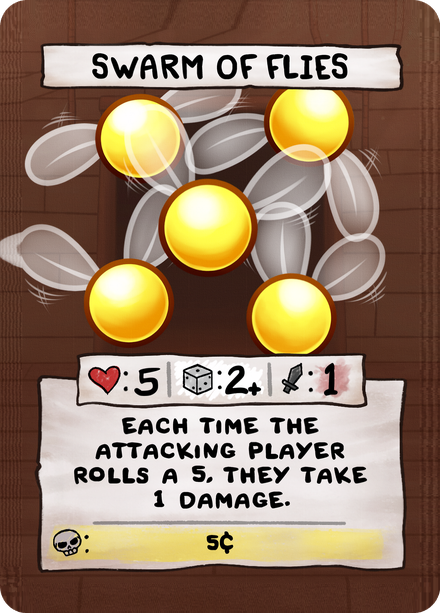 SWARM OF FLIES
:5 :2+ :1
EACH TIME THE
ATTACKING PLAYER
ROLLS A 5, THEY TAKE
1 DAMAGE.
: 5¢